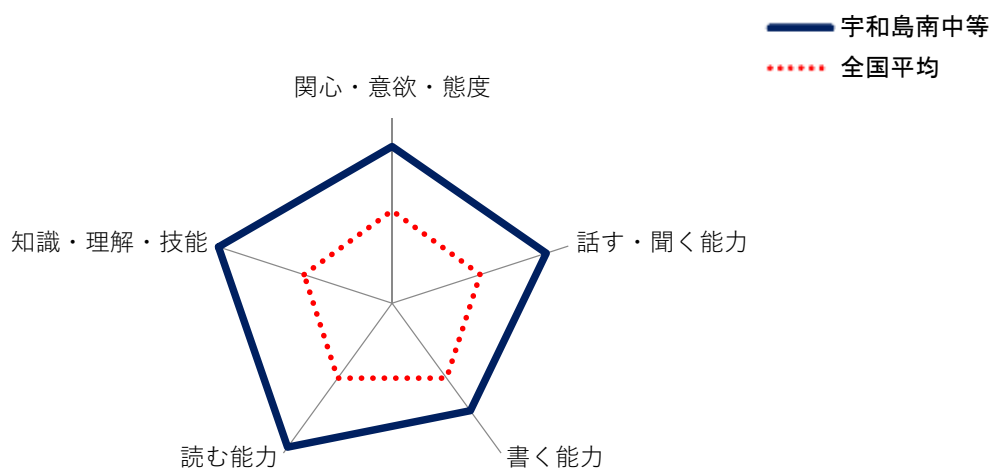 宇和島南中等
全国平均
関心・意欲・態度
知識・理解・技能
話す・聞く能力
読む能力
書く能力